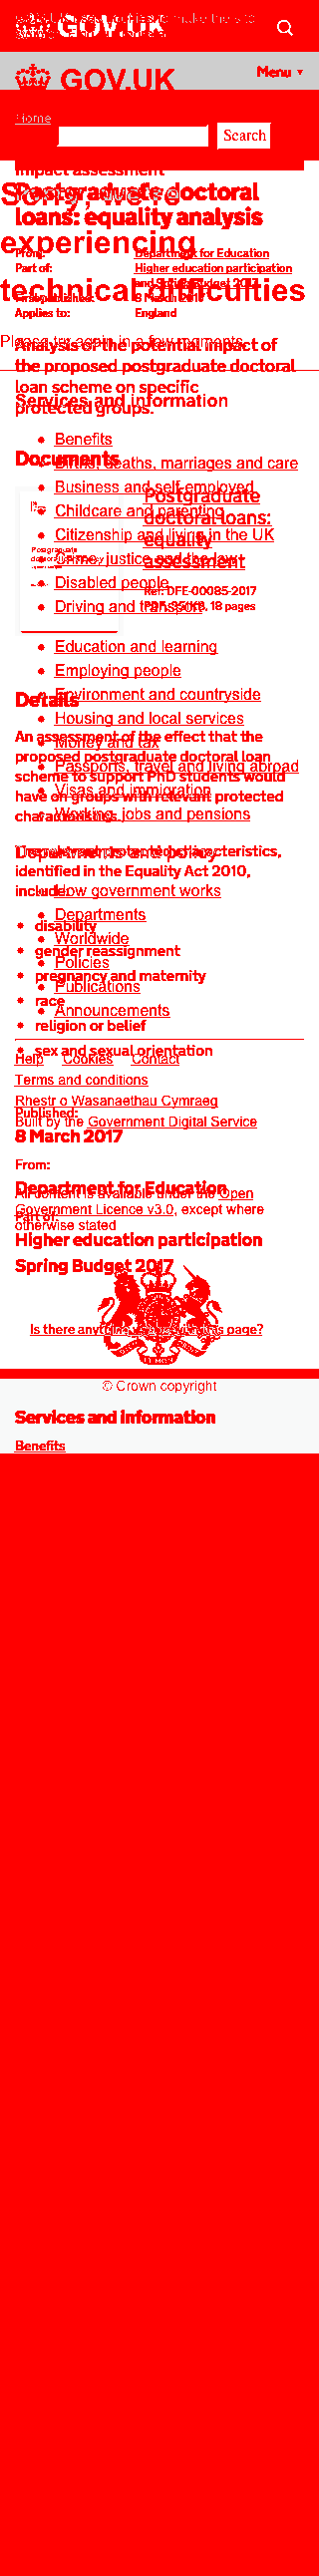 GOV.UK
GOV.UK
Menu
Home
Search
Impact assessment
Postgraduate doctoral
loans: equality analysis
Sorry, we're
experiencing
technical difficulties
From:
Department for Education
Part of:
Higher education participation
and Spring Budget 2017
8 March 2017
Applies to:
England
Please try again in a few moments.
Analysis of the potential impact of
the proposed postgraduate doctoral
loan scheme on specific
protected groups.
Services and information
Benefits
Documents
Births, deaths, marriages and care
Business and self-employed
Postgraduate
doctoral loans:
equality
assessment
Childcare and parenting
Citizenship and living in the UK
Crime, justice and the law
Disabled people
Ref: DFE-00085-2017
Driving and transport
PDF, 351KB, 18 pages
Education and learning
Employing people
Environment and countryside
Details
Housing and local services
An assessment of the effect that the
Money and tax
proposed postgraduate doctoral loan
Passports, travel and living abroad
scheme to support PhD students would
Visas and immigration
have on groups with relevant protected
characteristics.
Working, jobs and pensions
Departments and policy
identified in the Equality Act 2010,
include:
How government works
Departments
disability
Worldwide
gender reassignment
Policies
pregnancy and maternity
Publications
race
Announcements
religion or belief
sex and sexual orientation
Help Cookies Contact
Terms and conditions
Rhestr o Wasanaethau Cymraeg
Published:
Built by the Government Digital Service
8 March 2017
From:
Department for Education
All content is available under the Open
Government Licence v3.0, except where
Part of:
otherwise stated
Higher education participation
Spring Budget 2017
Is there anything wrong with this page?
© Crown copyright
Services and information
Benefits